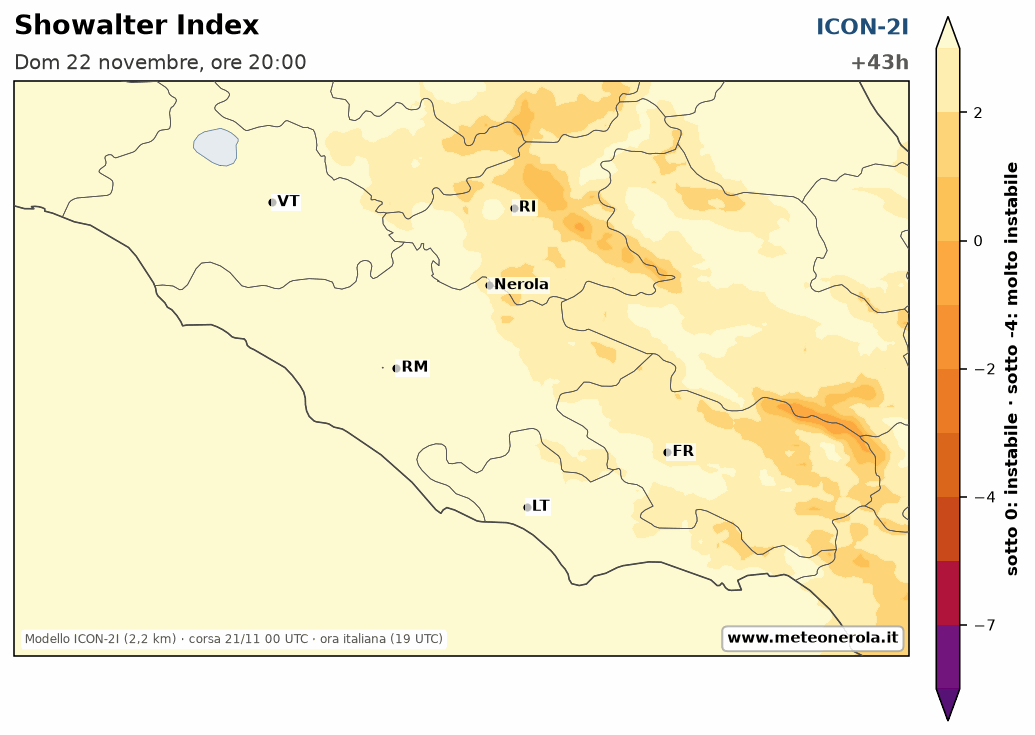 Showalter Index
ICON-2I
Dom 22 novembre, ore 20:00
+43h
VT
RI
Nerola
RM
FR
LT
Modello ICON-2I (2,2 km) · corsa 21/11 00 UTC · ora italiana (19 UTC)
www.meteonerola.it
2
0
−2
−4
−7
sotto 0: instabile · sotto -4: molto instabile